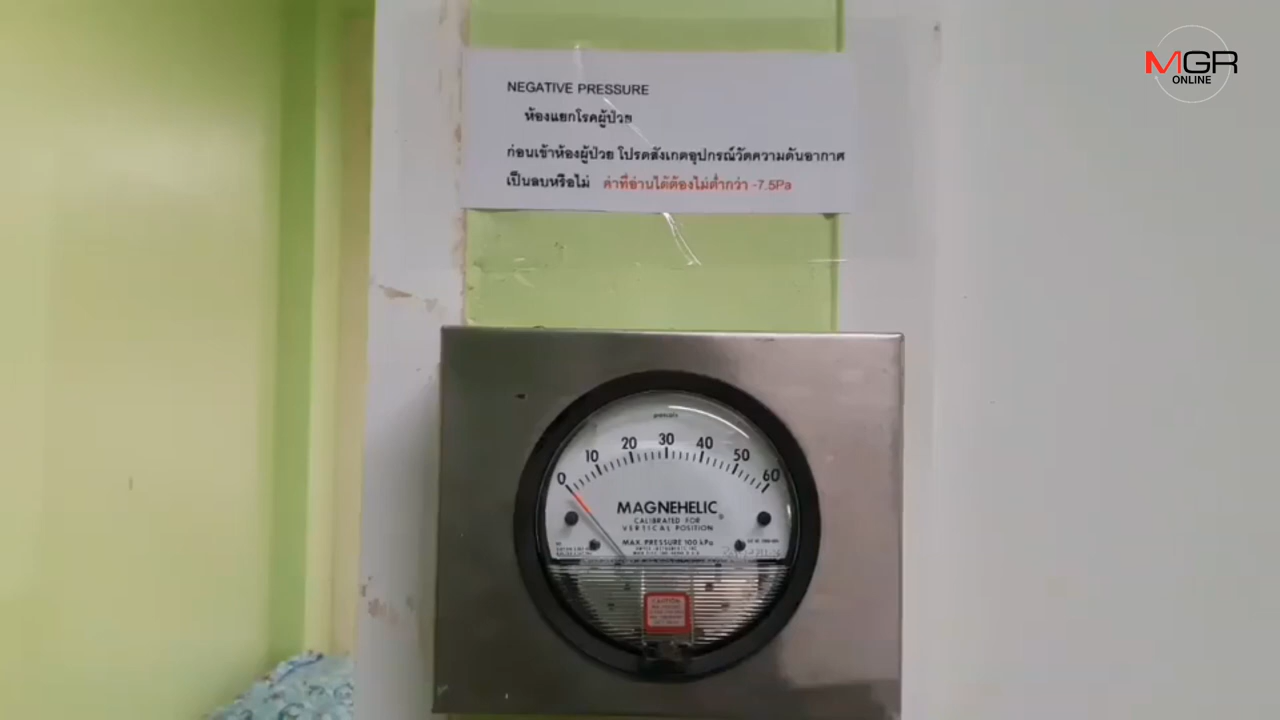 MGR
ONLINE
NEGATIVE PRESSURE
ห้องแยกโรคผู้ป่วย
ก่อนเข้าห้องผู้ป่วย โปรดสังเกตอุปกรณ์วัดความดันอากาศ
เป็นลบหรือไม่ ค่าที่อ่านได้ต้องไม่ต่ำกว่า -7.5Pa
0 10 20 30 40 50 60
MAGNEHELIC
CALIBRATED FOR
VERTICAL POSITION
MAX. PRESSURE 100 kPa
CAUTION